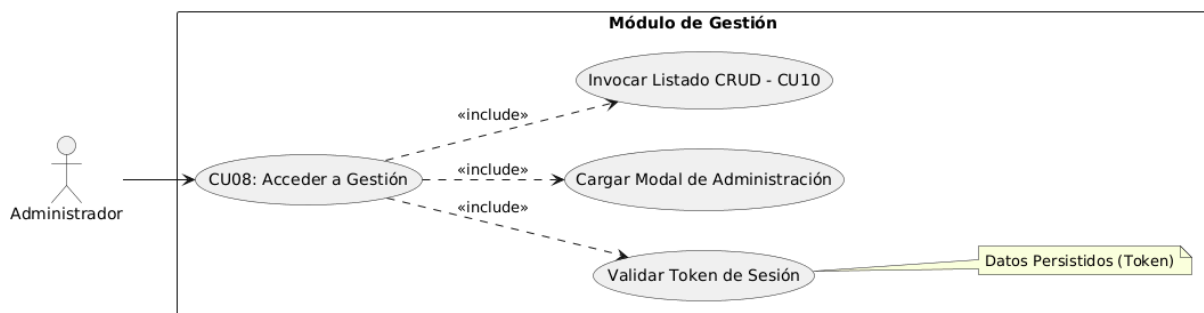 Módulo de Gestión
Invocar Listado CRUD - CU10
«include»
CU08: Acceder a Gestión
«include»
Cargar Modal de Administración
Administrador
«include»
Validar Token de Sesión
Datos Persistidos (Token)